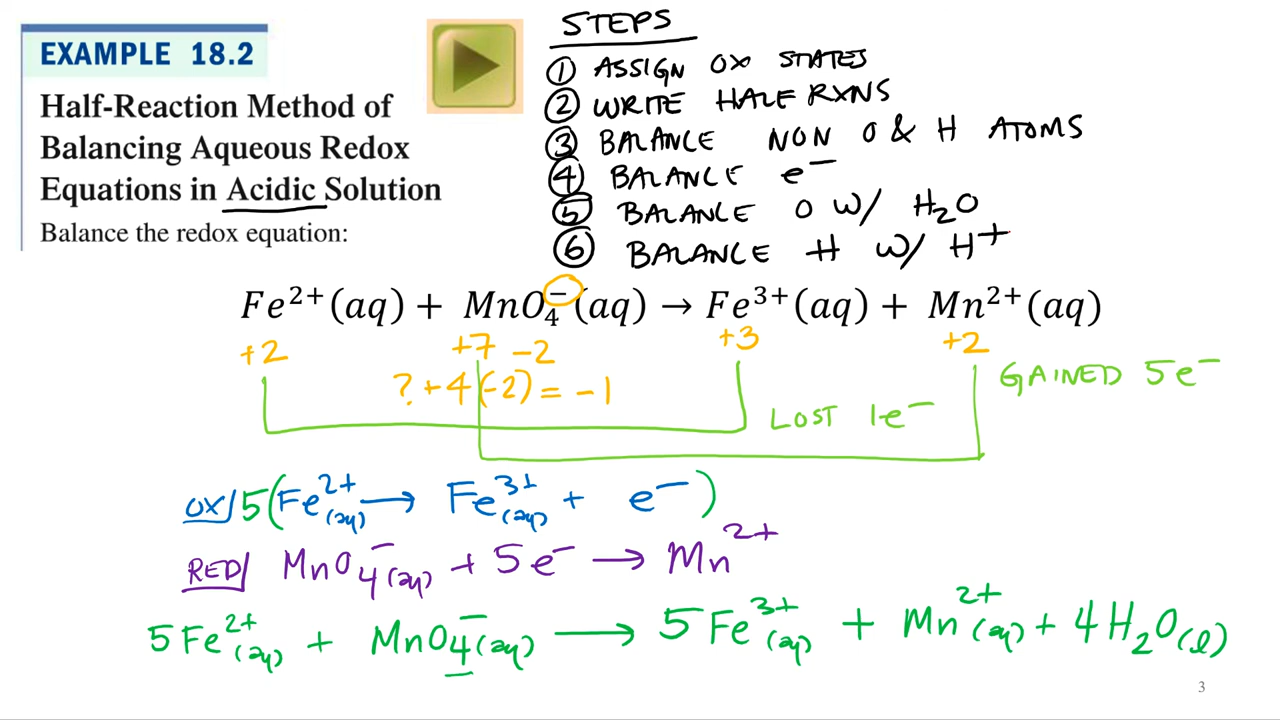 EXAMPLE 18.2
Half-Reaction Method of
Balancing Aqueous Redox
Equations in Acidic Solution
Balance the redox equation:
STEPS
① ASSIGN OX STATES
② WRITE HALF RXNS
③ BALANCE NON O & H ATOMS
④ BALANCE e⁻
⑤ BALANCE O W/ H₂O
⑥ BALANCE H W/ H⁺
Fe²⁺(aq) + MnO₄⁻(aq) → Fe³⁺(aq) + Mn²⁺(aq)
+2 +7 -2 +3 +2
? + 4(-2) = -1
GAINED 5e⁻
LOST 1e⁻
OX/ 5(Fe²⁺(aq) → Fe³⁺(aq) + e⁻)
RED/ MnO₄⁻(aq) + 5e⁻ → Mn²⁺
5Fe²⁺(aq) + MnO₄⁻(aq) → 5Fe³⁺(aq) + Mn²⁺(aq) + 4H₂O(l)
3